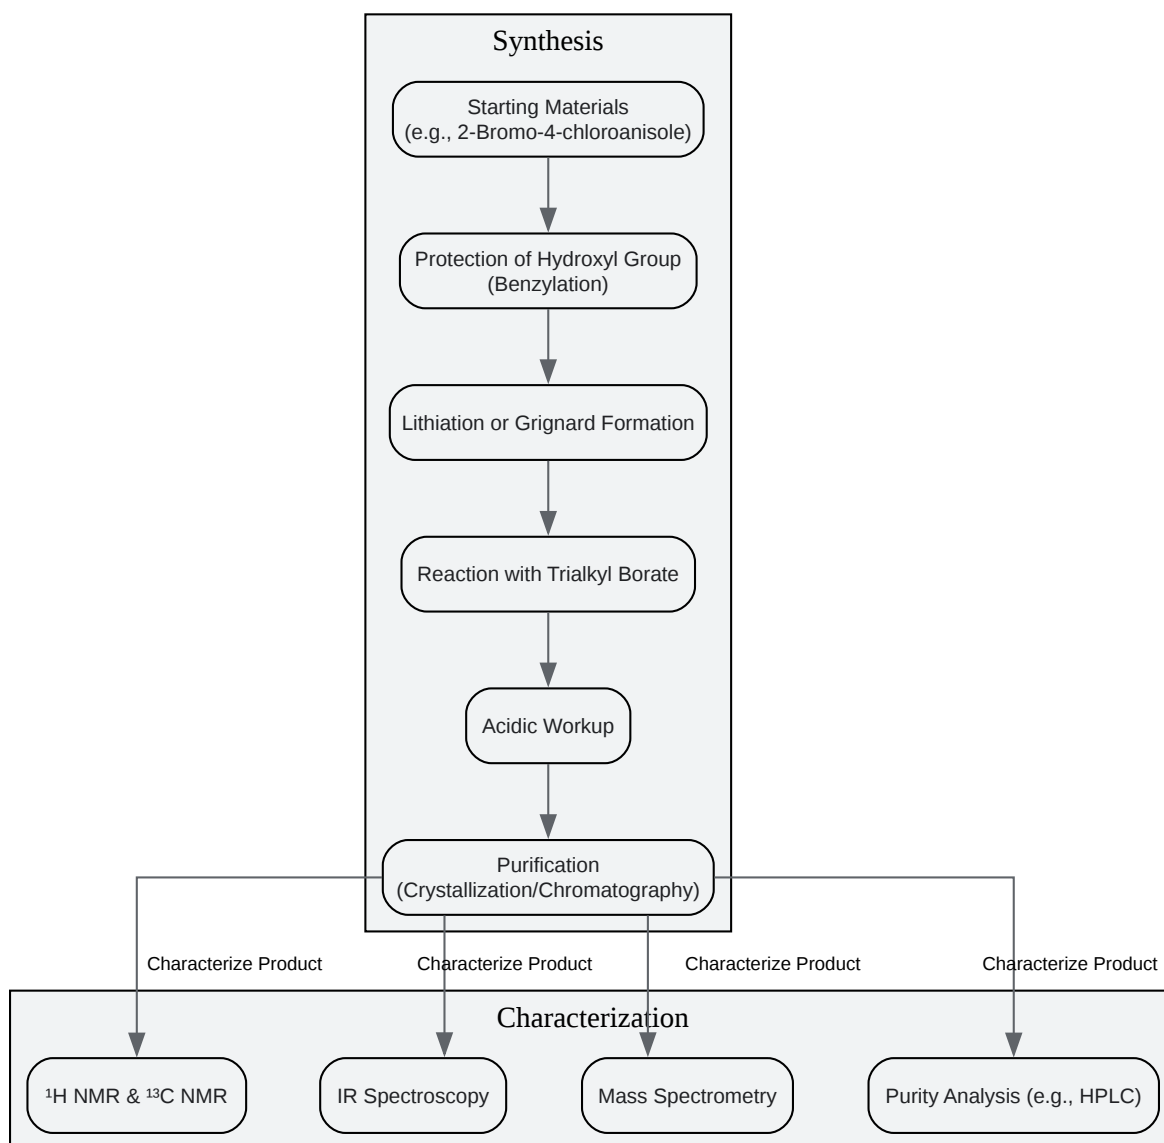 Synthesis
Starting Materials
(e.g., 2-Bromo-4-chloroanisole)
Protection of Hydroxyl Group
(Benzylation)
Lithiation or Grignard Formation
Reaction with Trialkyl Borate
Acidic Workup
Purification
(Crystallization/Chromatography)
Characterize Product
Characterize Product
Characterize Product
Characterize Product
Characterization
¹H NMR & ¹³C NMR
IR Spectroscopy
Mass Spectrometry
Purity Analysis (e.g., HPLC)